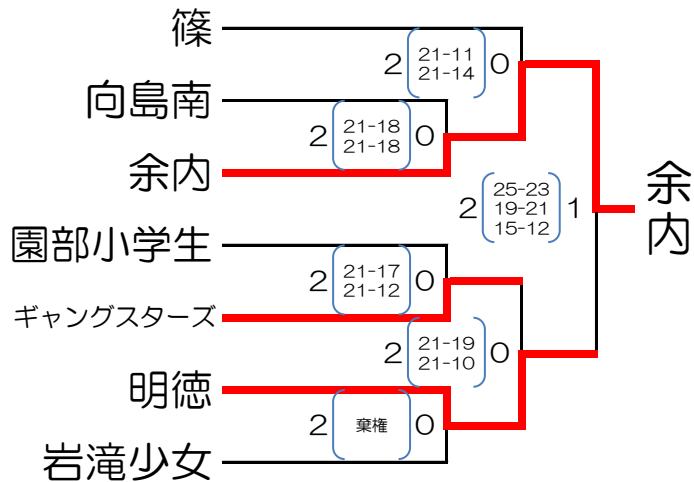 篠
2 21-11 0
21-14
向島南
2 21-18 0
21-18
余内
2 25-23 1
19-21
15-12
余内
園部小学生
2 21-17 0
21-12
ギャングスターズ
2 21-19 0
21-10
明徳
2 棄権 0
岩滝少女